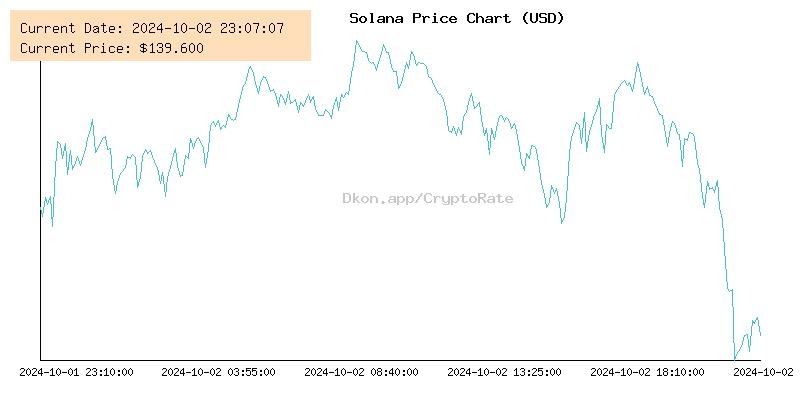 Solana Price Chart (USD)
Current Date: 2024-10-02 23:07:07
Current Price: $139.600
Dkon.app/CryptoRate
2024-10-01 23:10:00
2024-10-02 03:55:00
2024-10-02 08:40:00
2024-10-02 13:25:00
2024-10-02 18:10:00
2024-10-02